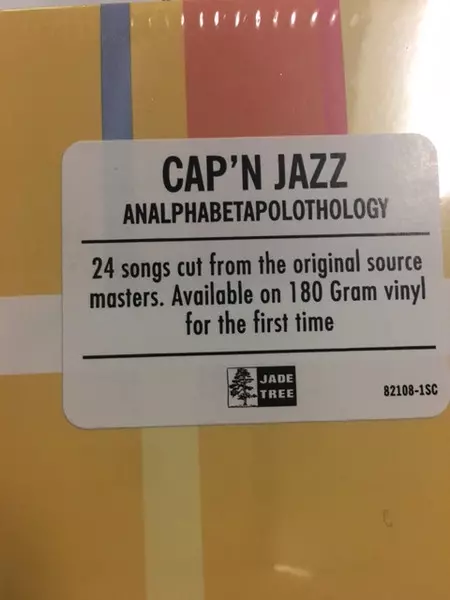 CAP'N JAZZ
ANALPHABETAPOLOTHOLOGY
24 songs cut from the original source
masters. Available on 180 Gram vinyl
for the first time
JADE
TREE
82108-1SC